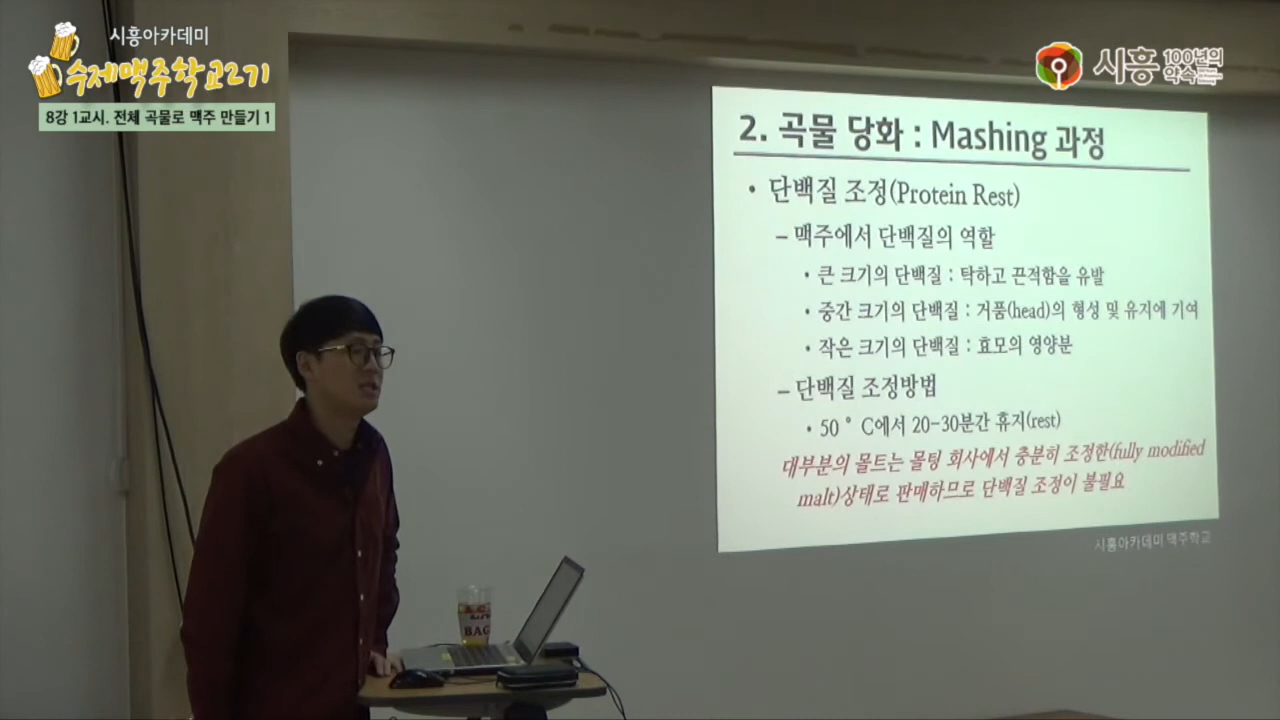 시흥아카데미
수제맥주학교2기
8강 1교시. 전체 곡물로 맥주 만들기 1
시흥 100년의 약속
2. 곡물 당화 : Mashing 과정
• 단백질 조정(Protein Rest)
– 맥주에서 단백질의 역할
• 큰 크기의 단백질 : 탁하고 끈적함을 유발
• 중간 크기의 단백질 : 거품(head)의 형성 및 유지에 기여
• 작은 크기의 단백질 : 효모의 영양분
– 단백질 조정방법
• 50 ° C에서 20-30분간 휴지(rest)
대부분의 몰트는 몰팅 회사에서 충분히 조정한(fully modified
malt)상태로 판매하므로 단백질 조정이 불필요
시흥아카데미 맥주학교
BAG